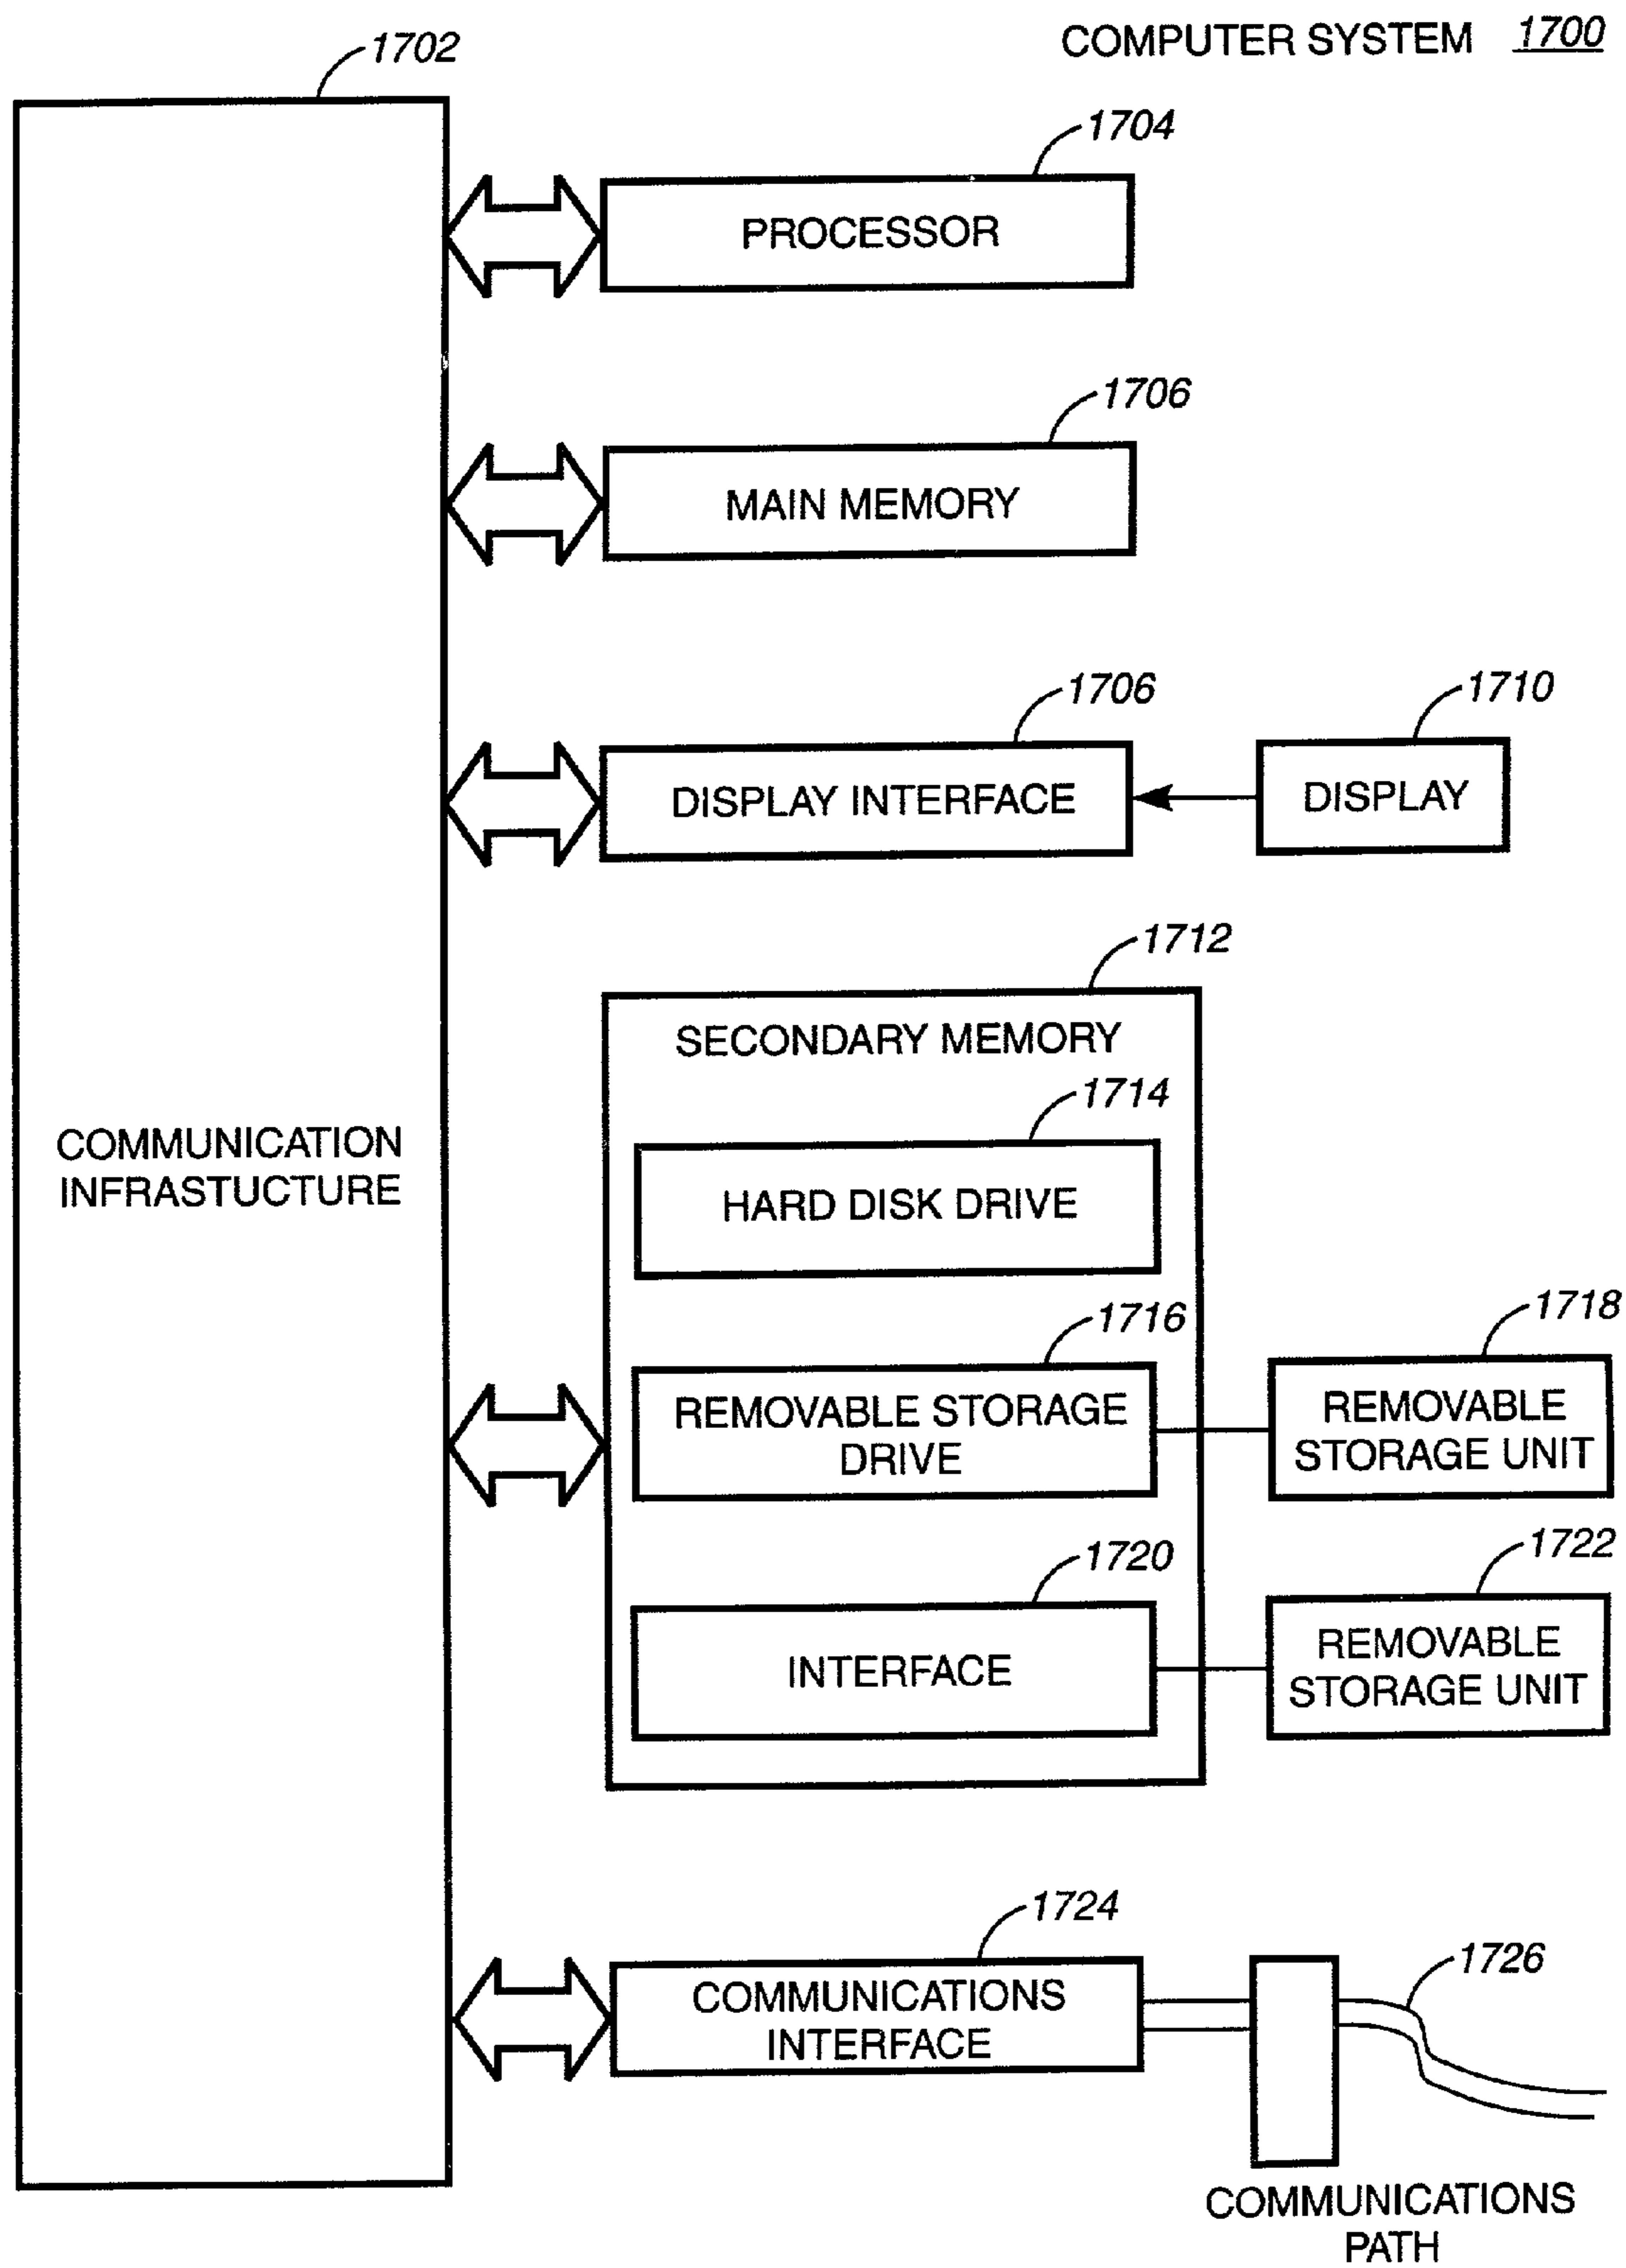 COMPUTER SYSTEM 1700
1702
1704
PROCESSOR
1706
MAIN MEMORY
1706
DISPLAY INTERFACE
1710
DISPLAY
1712
SECONDARY MEMORY
1714
HARD DISK DRIVE
COMMUNICATION
INFRASTUCTURE
1716
REMOVABLE STORAGE
DRIVE
1718
REMOVABLE
STORAGE UNIT
1720
INTERFACE
1722
REMOVABLE
STORAGE UNIT
1724
COMMUNICATIONS
INTERFACE
1726
COMMUNICATIONS
PATH